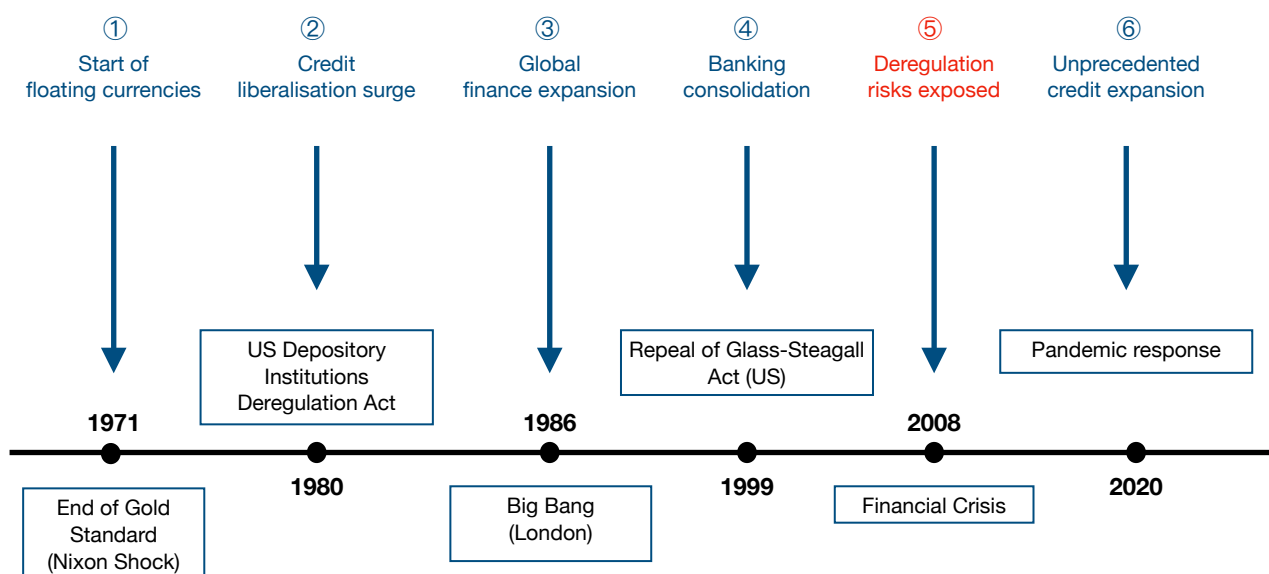 ①
Start of
floating currencies
②
Credit
liberalisation surge
③
Global
finance expansion
④
Banking
consolidation
⑤
Deregulation
risks exposed
⑥
Unprecedented
credit expansion
US Depository
Institutions
Deregulation Act
Repeal of Glass-Steagall
Act (US)
Pandemic response
1971
1986
2008
1980
1999
2020
End of Gold
Standard
(Nixon Shock)
Big Bang
(London)
Financial Crisis